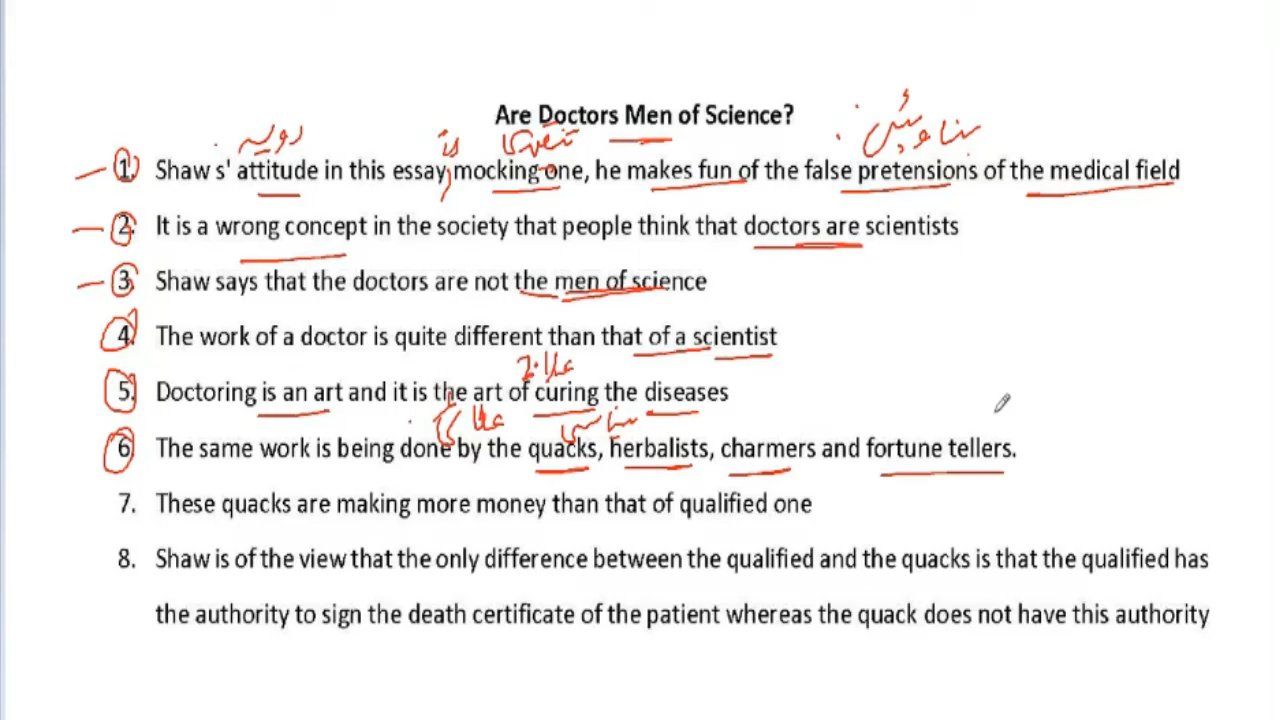 Are Doctors Men of Science?
رویہ is تنقیدی
1. Shaw s' attitude in this essay, mocking one, he makes fun of the false pretensions of the medical field
2. It is a wrong concept in the society that people think that doctors are scientists
3. Shaw says that the doctors are not the men of science
4. The work of a doctor is quite different than that of a scientist
علاج
5. Doctoring is an art and it is the art of curing the diseases
6. The same work is being done by the quacks, herbalists, charmers and fortune tellers.
7. These quacks are making more money than that of qualified one
8. Shaw is of the view that the only difference between the qualified and the quacks is that the qualified has
the authority to sign the death certificate of the patient whereas the quack does not have this authority